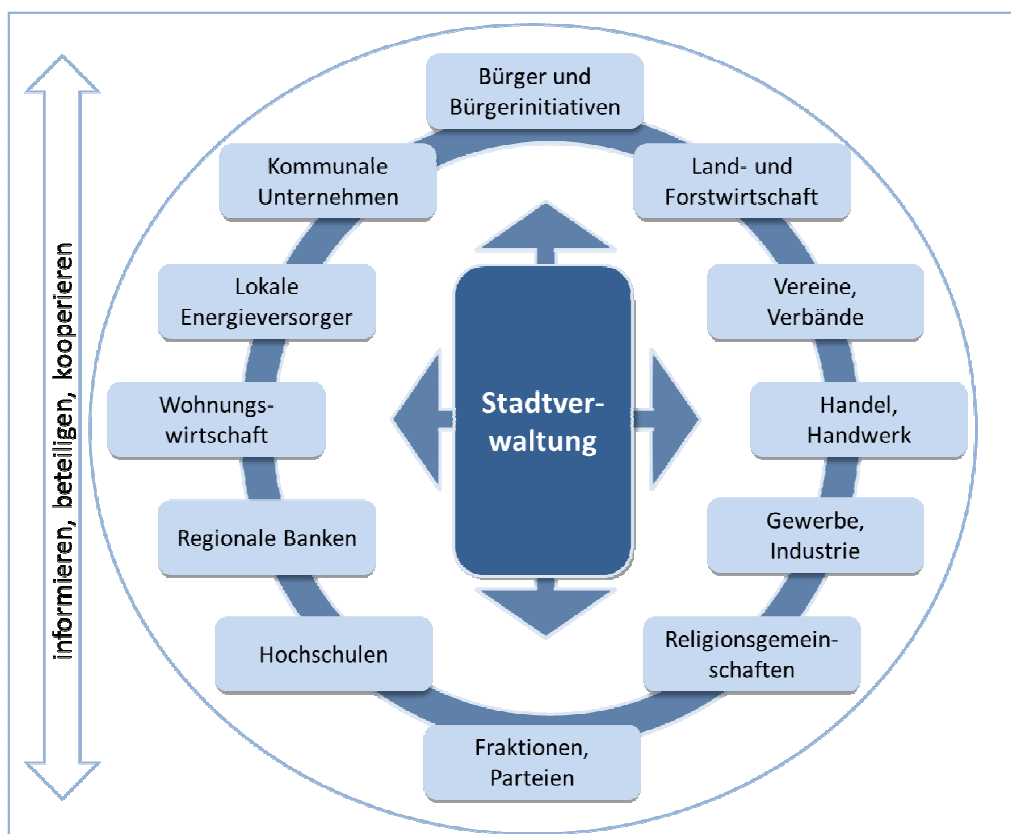 Bürger und
Bürgerinitiativen
Kommunale
Unternehmen
Land- und
Forstwirtschaft
Lokale
Energieversorger
Vereine,
Verbände
informieren, beteiligen, kooperieren
Wohnungs-
wirtschaft
Stadtver-
waltung
Handel,
Handwerk
Regionale Banken
Gewerbe,
Industrie
Hochschulen
Religionsgemein-
schaften
Fraktionen,
Parteien